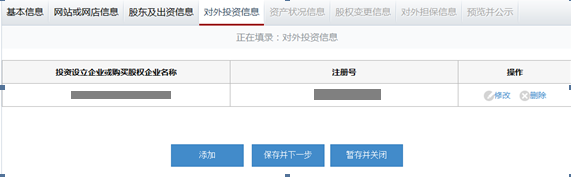 基本信息 网站或网店信息 股东及出资信息 对外投资信息 资产状况信息 股权变更信息 对外担保信息 预览并公示
正在填录：对外投资信息
投资设立企业或购买股权企业名称 注册号 操作
修改 删除
添加 保存并下一步 暂存并关闭